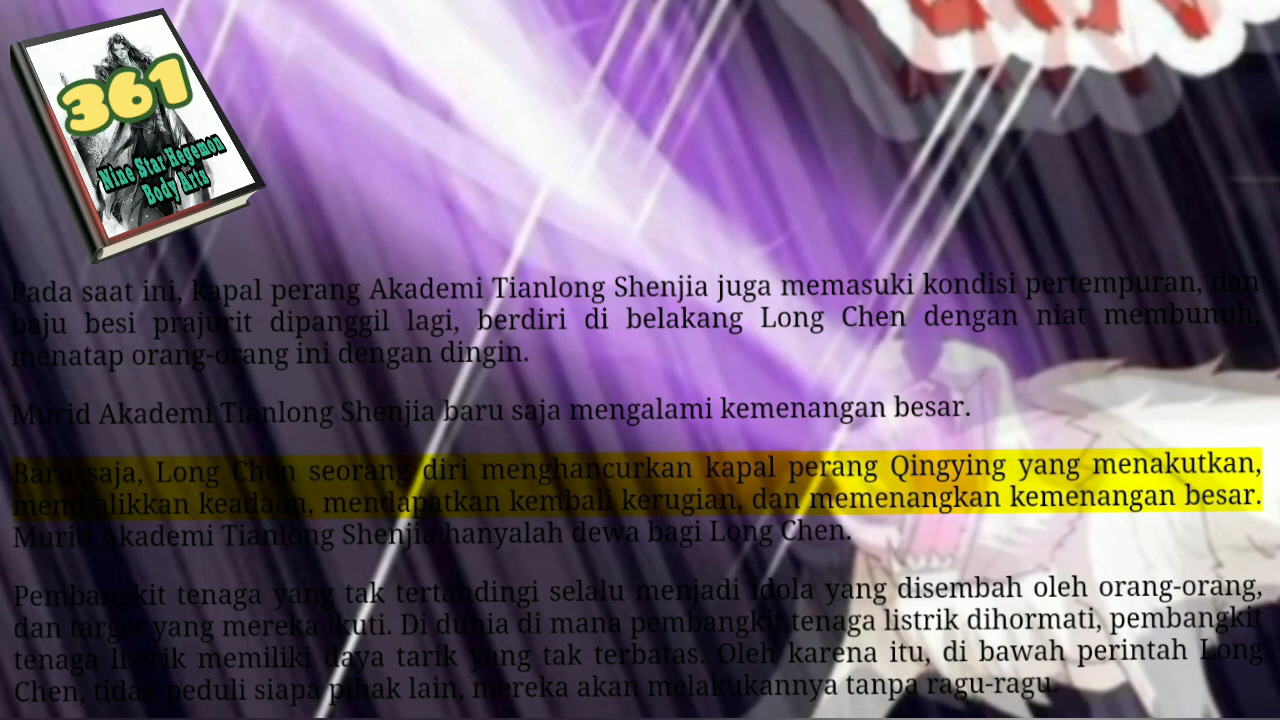 361
Nine Star Hegemon
Body Arts
Pada saat ini, kapal perang Akademi Tianlong Shenjia juga memasuki kondisi pertempuran, dan
baju besi prajurit dipanggil lagi, berdiri di belakang Long Chen dengan niat membunuh,
menatap orang-orang ini dengan dingin.
Murid Akademi Tianlong Shenjia baru saja mengalami kemenangan besar.
Baru saja, Long Chen seorang diri menghancurkan kapal perang Qingying yang menakutkan,
membalikkan keadaan, mendapatkan kembali kerugian, dan memenangkan kemenangan besar.
Murid Akademi Tianlong Shenjia hanyalah dewa bagi Long Chen.
Pembangkit tenaga yang tak tertandingi selalu menjadi idola yang disembah oleh orang-orang,
dan target yang mereka ikuti. Di dunia di mana pembangkit tenaga listrik dihormati, pembangkit
tenaga listrik memiliki daya tarik yang tak terbatas. Oleh karena itu, di bawah perintah Long
Chen, tidak peduli siapa pihak lain, mereka akan melakukannya tanpa ragu-ragu.